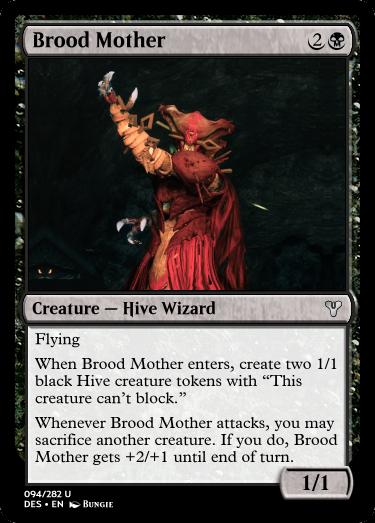 Brood Mother 2
Creature — Hive Wizard
Flying
When Brood Mother enters, create two 1/1
black Hive creature tokens with “This
creature can’t block.”
Whenever Brood Mother attacks, you may
sacrifice another creature. If you do, Brood
Mother gets +2/+1 until end of turn.
1/1
094/282 U
DES • EN Bungie